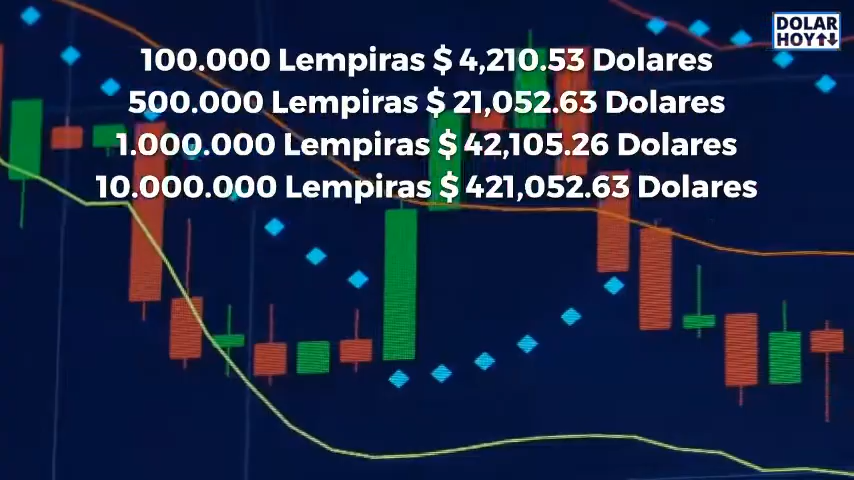 DOLAR
HOY
100.000 Lempiras $ 4,210.53 Dolares
500.000 Lempiras $ 21,052.63 Dolares
1.000.000 Lempiras $ 42,105.26 Dolares
10.000.000 Lempiras $ 421,052.63 Dolares